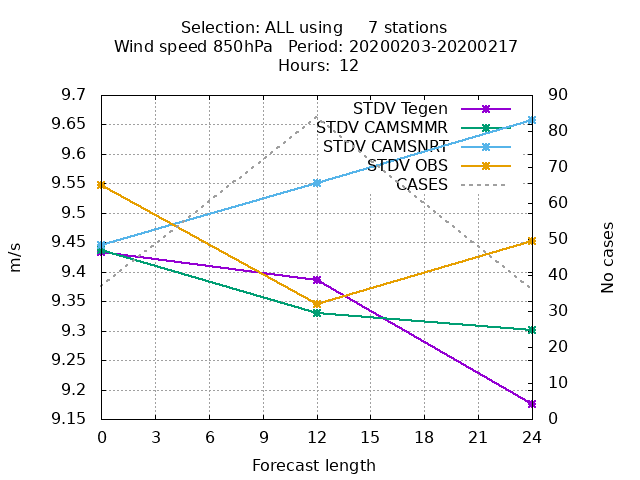 Selection: ALL using 7 stations
Wind speed 850hPa Period: 20200203-20200217
Hours: 12
9.7
9.65
9.6
9.55
9.5
9.45
9.4
9.35
9.3
9.25
9.2
9.15
m/s
STDV Tegen
STDV CAMSMMR
STDV CAMSNRT
STDV OBS
CASES
90
80
70
60
50
40
30
20
10
0
No cases
0 3 6 9 12 15 18 21 24
Forecast length